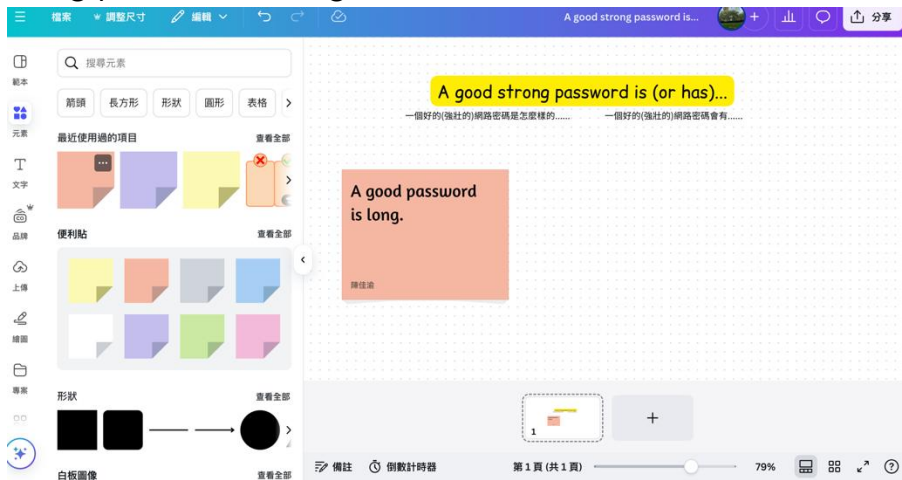 檔案 調整尺寸 編輯 A good strong password is... 分享
範本
元素
文字
品牌
上傳
繪圖
專案
搜尋元素
箭頭 長方形 形狀 圓形 表格
最近使用過的項目 查看全部
便利貼 查看全部
形狀 查看全部
白板圖像 查看全部
A good strong password is (or has)...
一個好的(強壯的)網路密碼是怎麼樣的...... 一個好的(強壯的)網路密碼會有......
A good password
is long.
陳佳渝
1
備註 倒數計時器 第 1 頁 (共 1 頁) 79%